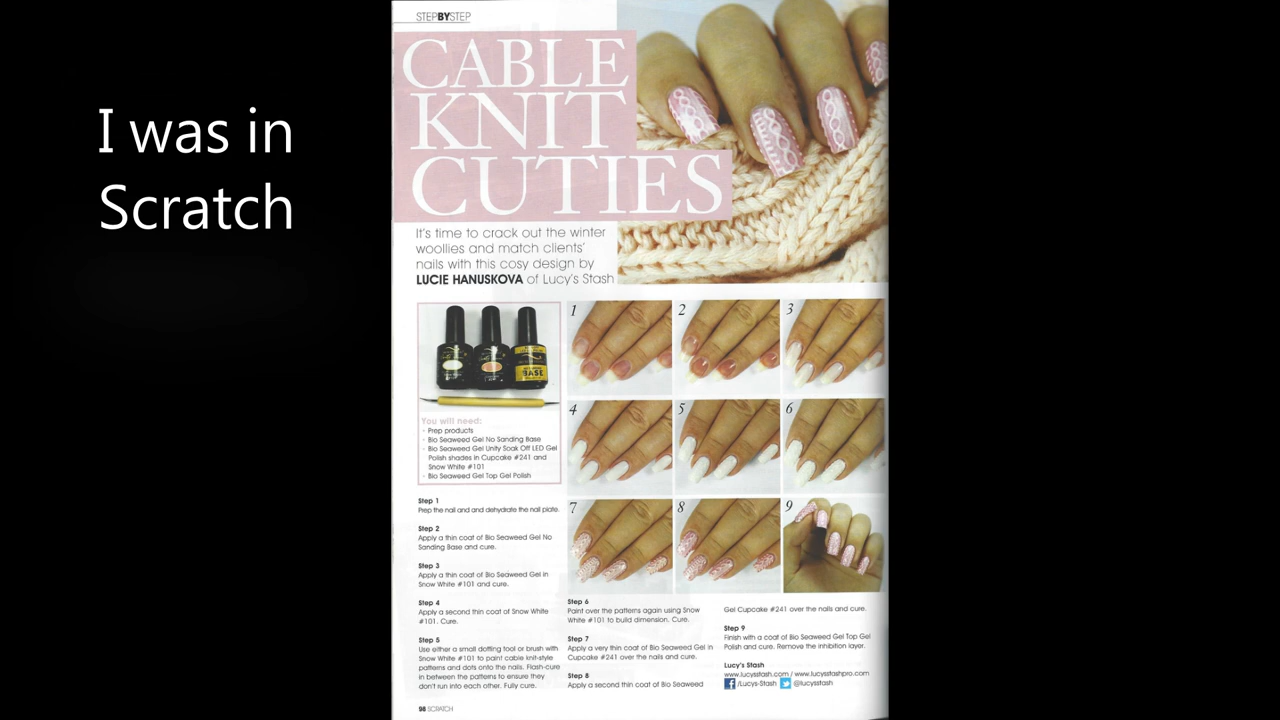 I was in
Scratch
STEPBYSTEP
CABLE
KNIT
CUTIES
It's time to crack out the winter
woollies and match clients'
nails with this cosy design by
LUCIE HANUSKOVA of Lucy's Stash
BASE
You will need:
· Prep products
· Bio Seaweed Gel No Sanding Base
· Bio Seaweed Gel Unity Soak Off LED Gel
Polish shades in Cupcake #241 and
Snow White #101
· Bio Seaweed Gel Top Gel Polish
1
2
3
4
5
6
7
8
9
Step 1
Prep the nail and and dehydrate the nail plate.
Step 2
Apply a thin coat of Bio Seaweed Gel No
Sanding Base and cure.
Step 3
Apply a thin coat of Bio Seaweed Gel in
Snow White #101 and cure.
Step 4
Apply a second thin coat of Snow White
#101. Cure.
Step 5
Use either a small dotting tool or brush with
Snow White #101 to paint cable knit-style
patterns and dots onto the nails. Flash-cure
in between the patterns to ensure they
don't run into each other. Fully cure.
Step 6
Paint over the patterns again using Snow
White #101 to build dimension. Cure.
Step 7
Apply a very thin coat of Bio Seaweed Gel in
Cupcake #241 over the nails and cure.
Step 8
Apply a second thin coat of Bio Seaweed
Gel Cupcake #241 over the nails and cure.
Step 9
Finish with a coat of Bio Seaweed Gel Top Gel
Polish and cure. Remove the inhibition layer.
Lucy's Stash
www.lucysstash.com / www.lucysstashpro.com
/Lucys-Stash @lucysstash
98 SCRATCH